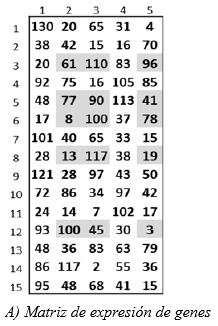 1 2 3 4 5
1 130 20 65 31 4
2 38 42 15 16 70
3 20 61 110 83 96
4 92 75 16 105 85
5 48 77 90 113 41
6 17 8 100 37 78
7 101 40 65 33 15
8 28 13 117 38 19
9 121 28 97 43 50
10 72 86 34 97 42
11 24 14 7 102 17
12 93 100 45 30 3
13 48 36 83 63 79
14 86 117 2 55 36
15 95 48 68 41 15
A) Matriz de expresión de genes